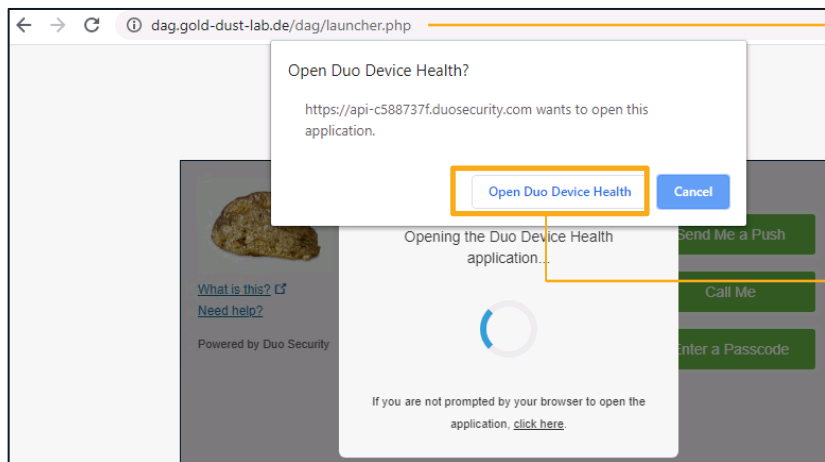 dag.gold-dust-lab.de/dag/launcher.php
Open Duo Device Health?
https://api-c588737f.duosecurity.com wants to open this
application.
Open Duo Device Health
Cancel
Opening the Duo Device Health
application...
What is this?
Need help?
Powered by Duo Security
Send Me a Push
Call Me
Enter a Passcode
If you are not prompted by your browser to open the
application, click here.